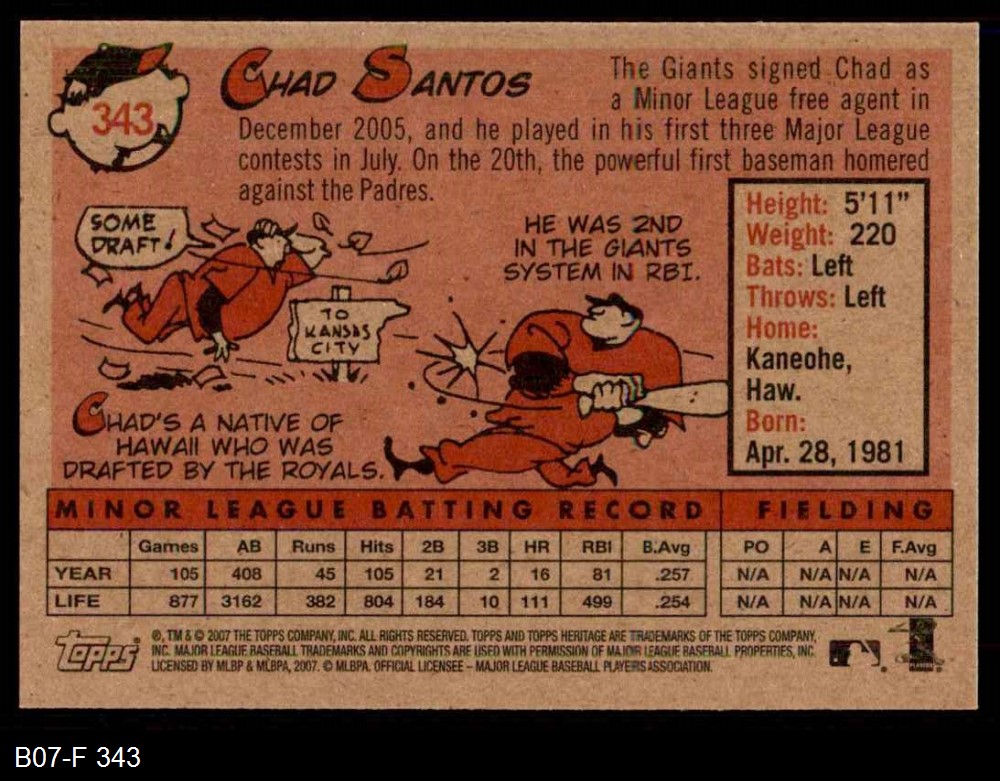 343
CHAD SANTOS
The Giants signed Chad as
a Minor League free agent in
December 2005, and he played in his first three Major League
contests in July. On the 20th, the powerful first baseman homered
against the Padres.
SOME
DRAFT!
TO
KANSAS
CITY
HE WAS 2ND
IN THE GIANTS
SYSTEM IN RBI.
CHAD'S A NATIVE OF
HAWAII WHO WAS
DRAFTED BY THE ROYALS.
Height: 5'11"
Weight: 220
Bats: Left
Throws: Left
Home:
Kaneohe,
Haw.
Born:
Apr. 28, 1981
MINOR LEAGUE BATTING RECORD FIELDING
Games AB Runs Hits 2B 3B HR RBI B.Avg PO A E F.Avg
YEAR 105 408 45 105 21 2 16 81 .257 N/A N/A N/A N/A
LIFE 877 3162 382 804 184 10 111 499 .254 N/A N/A N/A N/A
Topps
®, TM & © 2007 THE TOPPS COMPANY, INC. ALL RIGHTS RESERVED. TOPPS AND TOPPS HERITAGE ARE TRADEMARKS OF THE TOPPS COMPANY,
INC. MAJOR LEAGUE BASEBALL TRADEMARKS AND COPYRIGHTS ARE USED WITH PERMISSION OF MAJOR LEAGUE BASEBALL PROPERTIES, INC.
LICENSED BY MLBP & MLBPA, 2007. © MLBPA. OFFICIAL LICENSEE – MAJOR LEAGUE BASEBALL PLAYERS ASSOCIATION.
B07-F 343